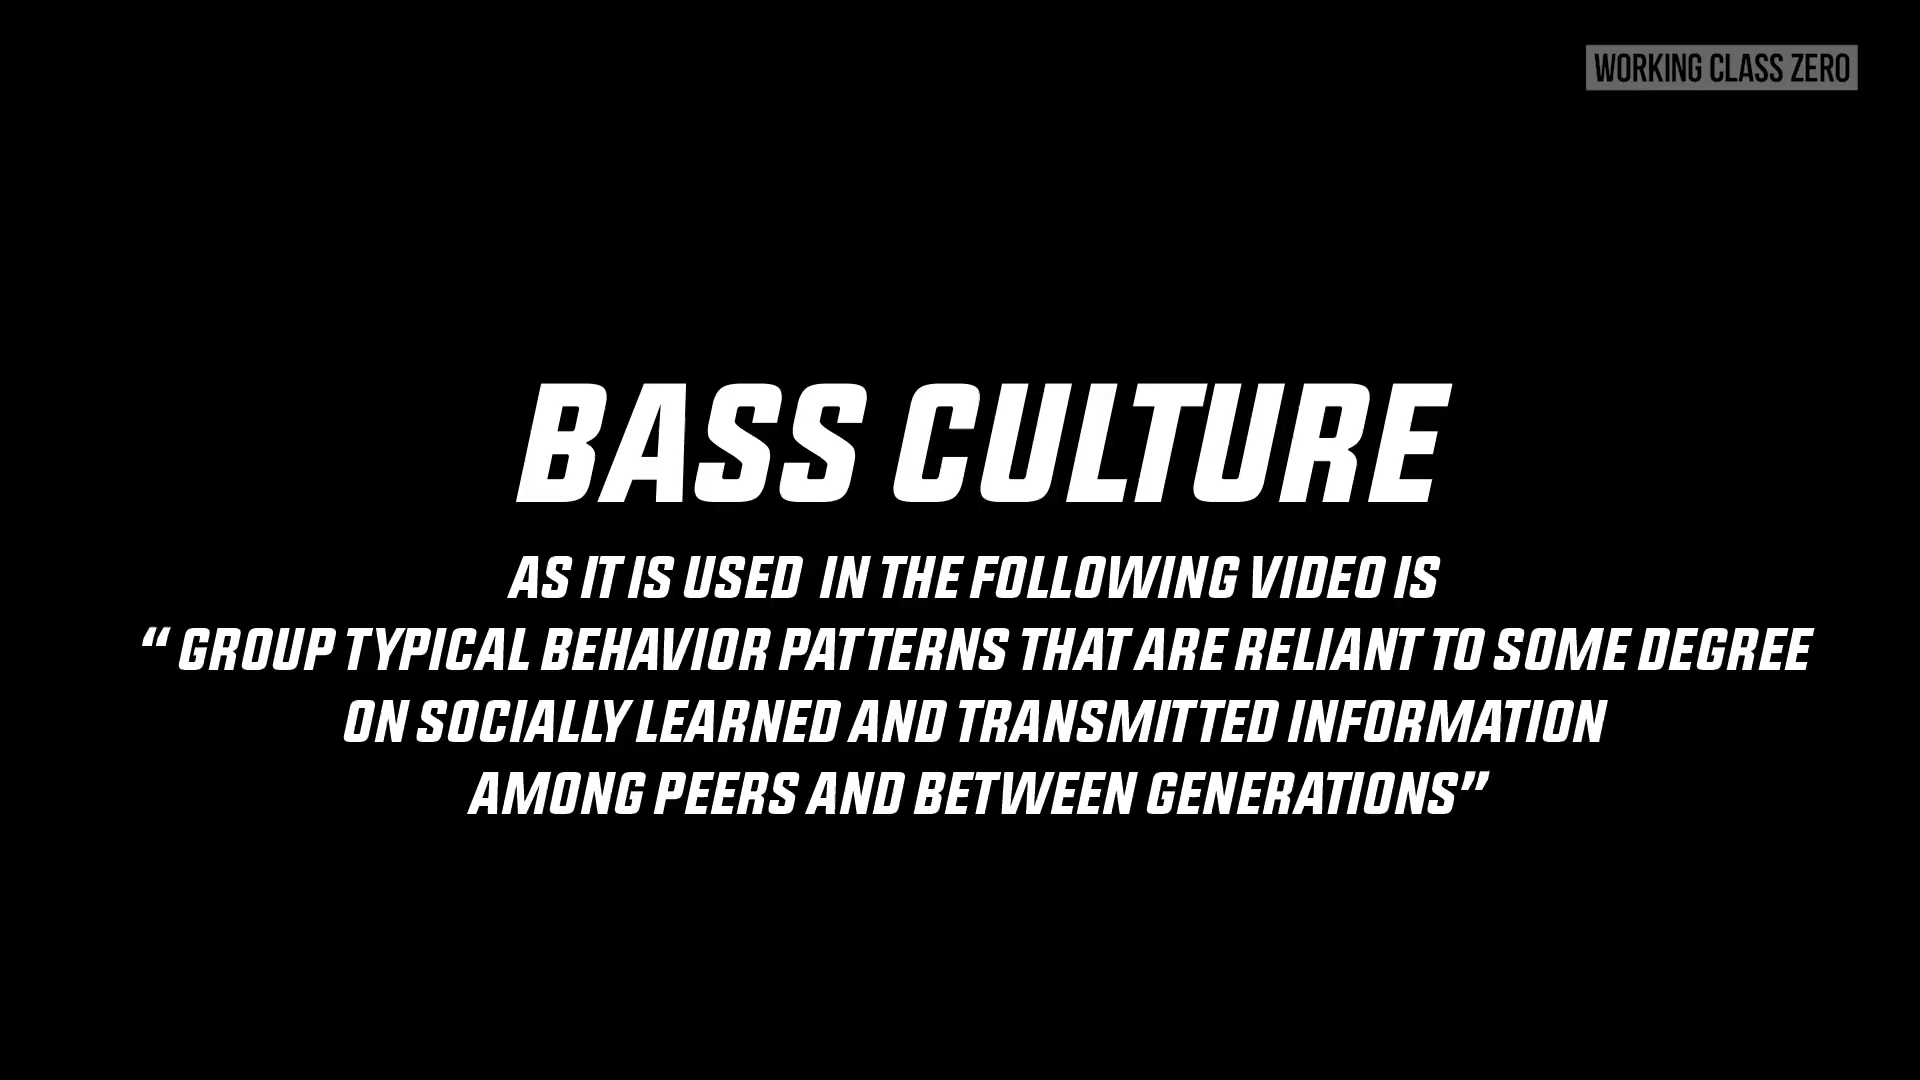 WORKING CLASS ZERO
BASS CULTURE
AS IT IS USED IN THE FOLLOWING VIDEO IS
“ GROUP TYPICAL BEHAVIOR PATTERNS THAT ARE RELIANT TO SOME DEGREE
ON SOCIALLY LEARNED AND TRANSMITTED INFORMATION
AMONG PEERS AND BETWEEN GENERATIONS”